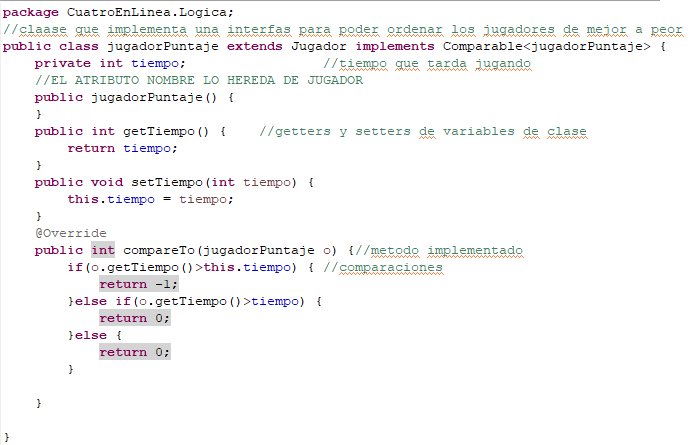 package CuatroEnLinea.Logica;
//claase que implementa una interfas para poder ordenar los jugadores de mejor a peor
public class jugadorPuntaje extends Jugador implements Comparable<jugadorPuntaje> {
    private int tiempo;                 //tiempo que tarda jugando
    //EL ATRIBUTO NOMBRE LO HEREDA DE JUGADOR
    public jugadorPuntaje() {
    }
    public int getTiempo() {    //getters y setters de variables de clase
        return tiempo;
    }
    public void setTiempo(int tiempo) {
        this.tiempo = tiempo;
    }
    @Override
    public int compareTo(jugadorPuntaje o) {//metodo implementado
        if(o.getTiempo()>this.tiempo) { //comparaciones
            return -1;
        }else if(o.getTiempo()>tiempo) {
            return 0;
        }else {
            return 0;
        }

    }

}